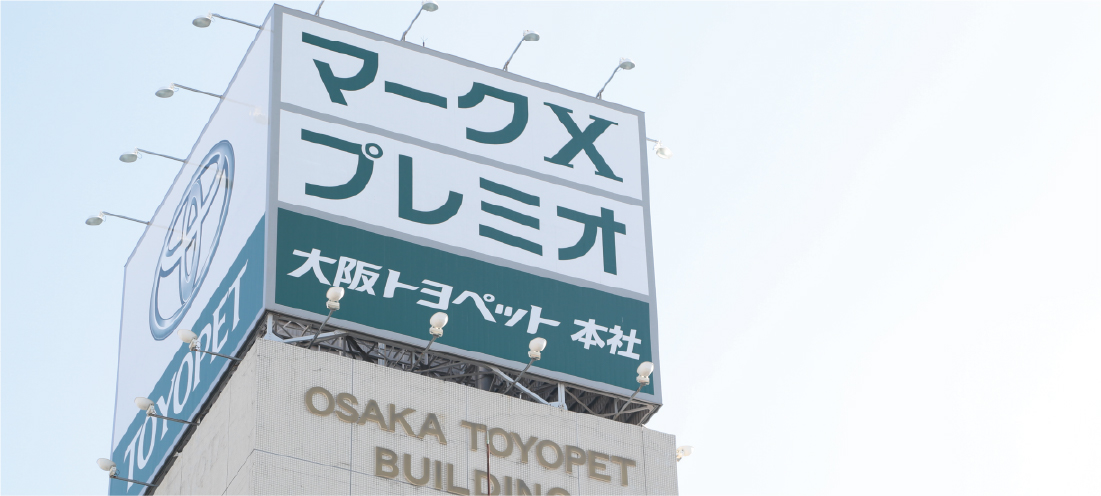 マークX
プレミオ
大阪トヨペット 本社
TOYOPET
OSAKA TOYOPET
BUILDING